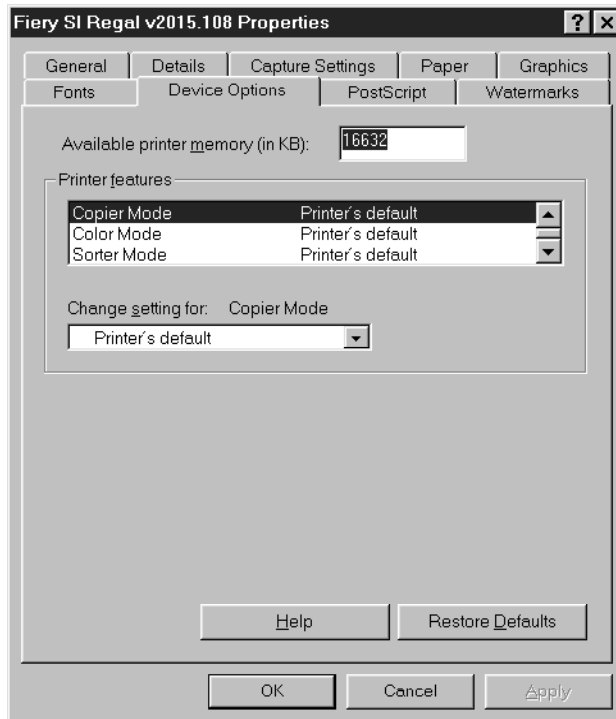 Fiery SI Regal v2015.108 Properties
General Details Capture Settings Paper Graphics
Fonts Device Options PostScript Watermarks
Available printer memory (in KB): 16632
Printer features
Copier Mode Printer´s default
Color Mode Printer´s default
Sorter Mode Printer´s default
Change setting for: Copier Mode
Printer´s default
Help Restore Defaults
OK Cancel Apply